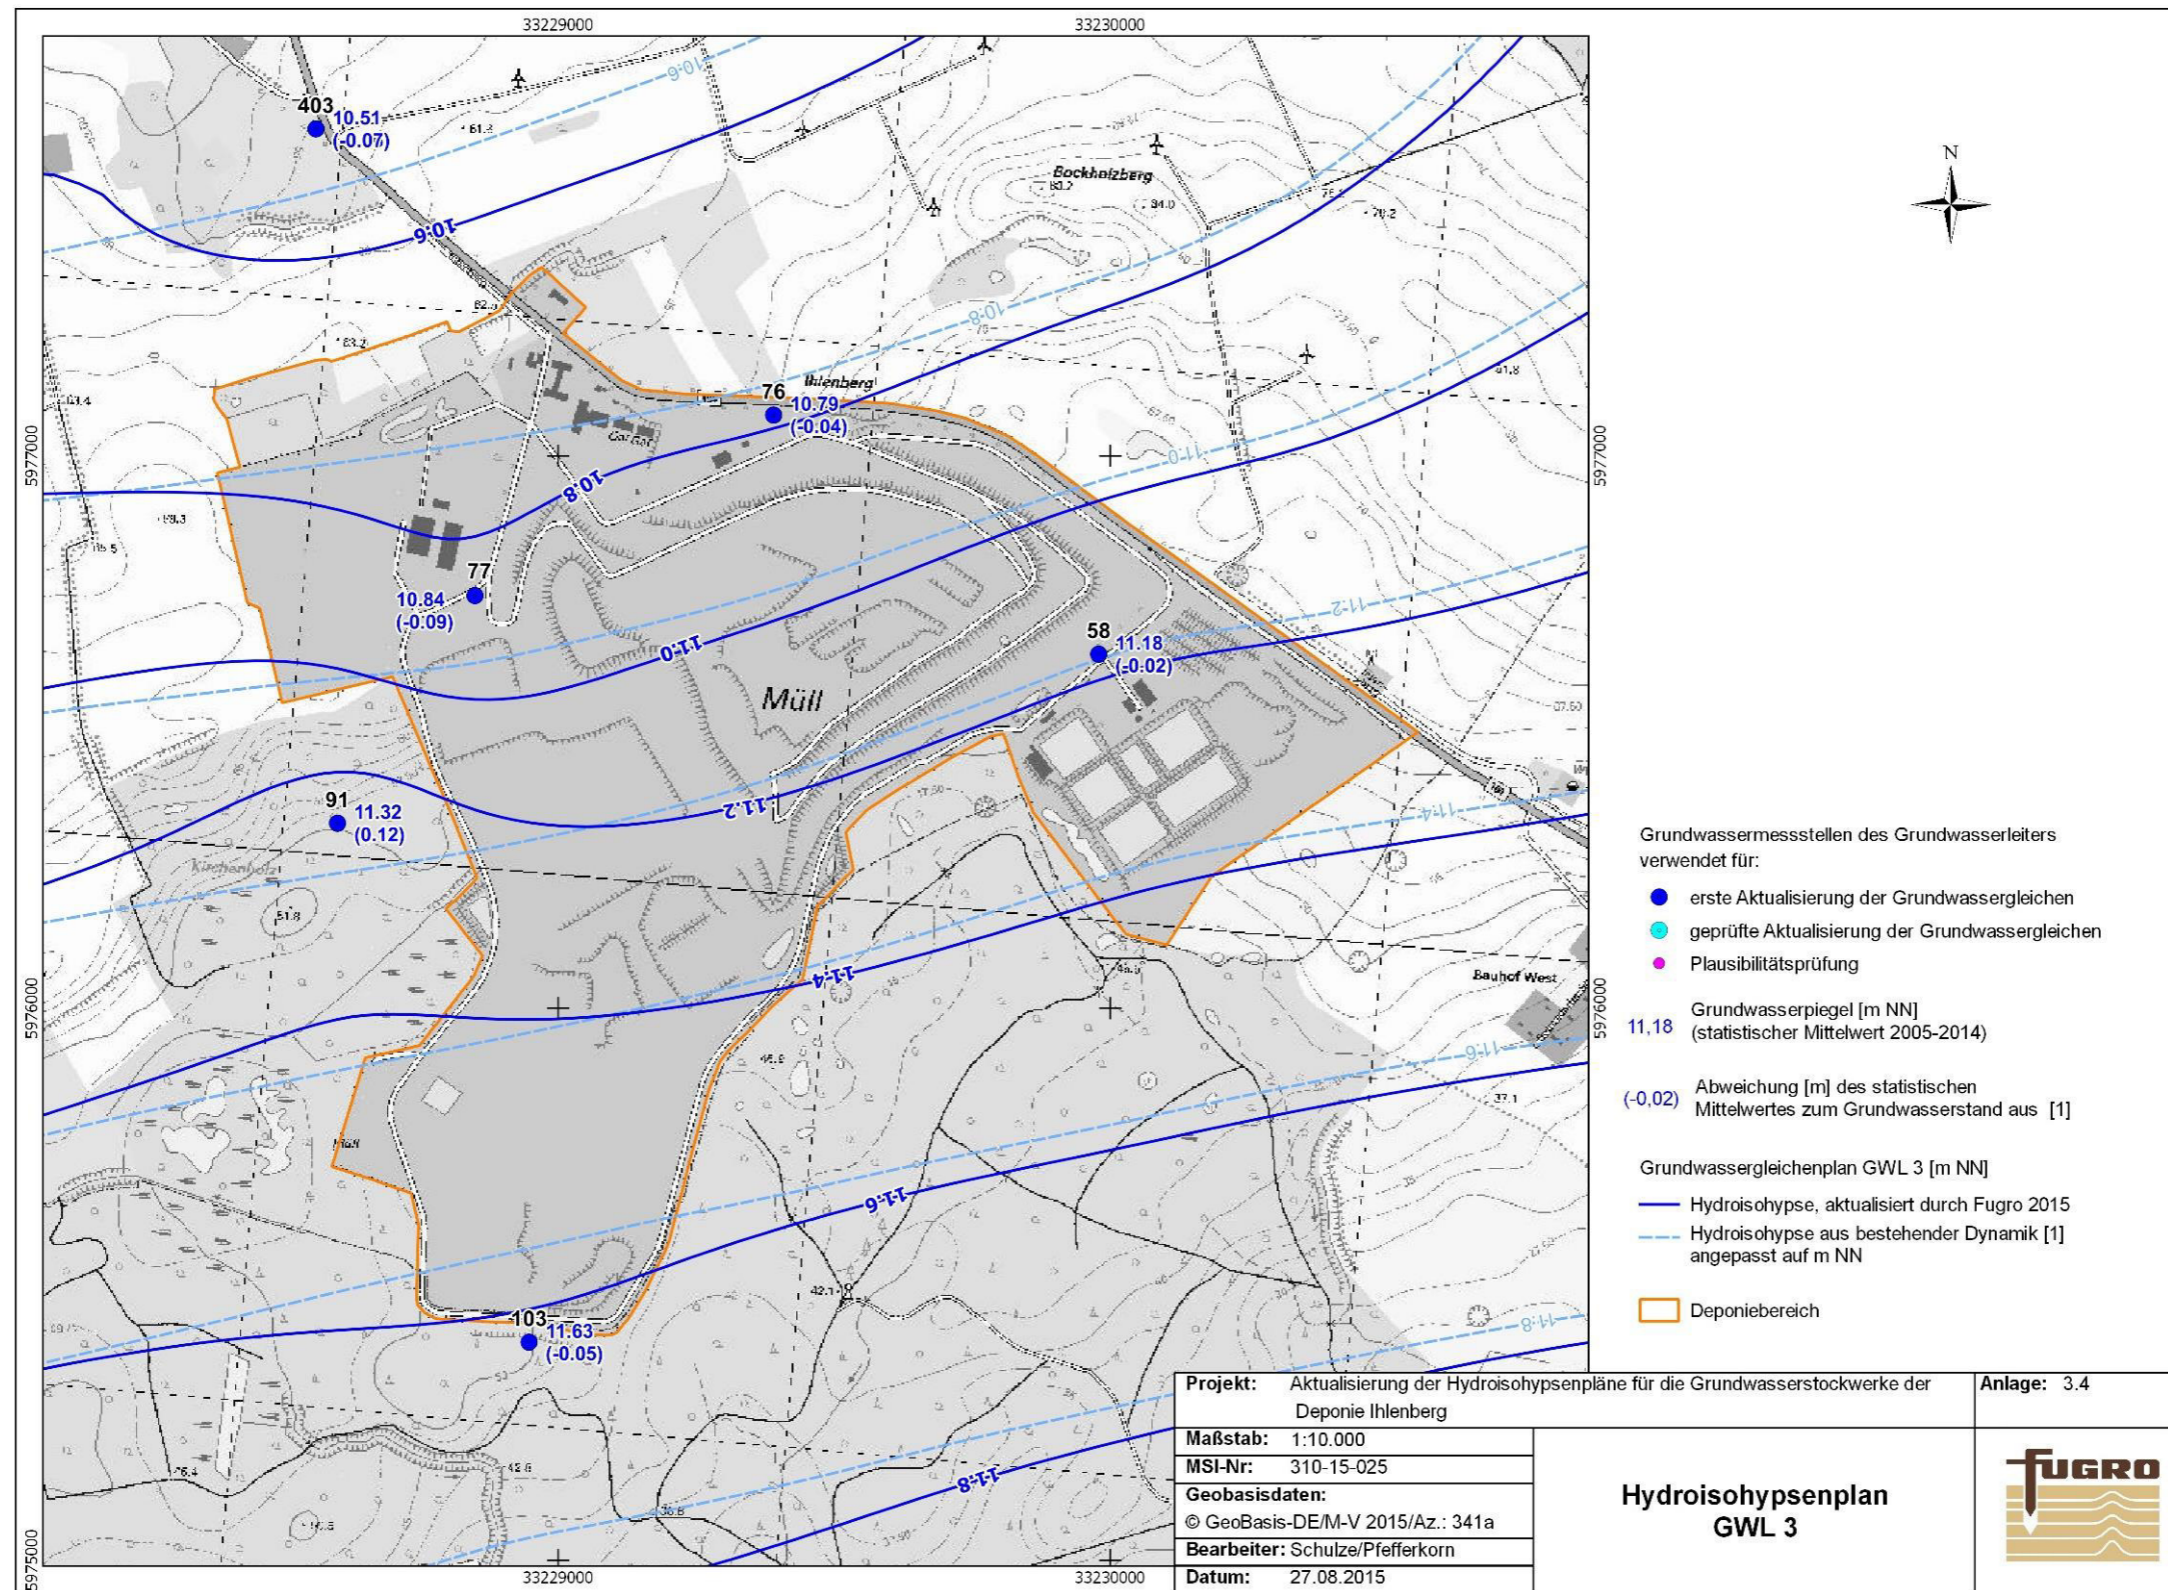 33229000
33230000
10.6
403
10.51
(-0.07)
Bockholzberg
10.6
10.8
Ihlenberg
76
10.79
(-0.04)
5977000
5977000
11.0
10.8
77
10.84
(-0.09)
11.2
58
11.18
(-0.02)
11.0
Müll
91
11.32
(0.12)
11.2
11.4
Kirchenholz
Bauhof West
11.4
5976000
5976000
11.6
Müll
11.6
103
11.63
(-0.05)
11.8
11.8
5975000
33229000
33230000
N
Grundwassermessstellen des Grundwasserleiters
verwendet für:
erste Aktualisierung der Grundwassergleichen
geprüfte Aktualisierung der Grundwassergleichen
Plausibilitätsprüfung
11,18 Grundwasserpiegel [m NN]
(statistischer Mittelwert 2005-2014)
(-0,02) Abweichung [m] des statistischen
Mittelwertes zum Grundwasserstand aus [1]
Grundwassergleichenplan GWL 3 [m NN]
Hydroisohypse, aktualisiert durch Fugro 2015
Hydroisohypse aus bestehender Dynamik [1]
angepasst auf m NN
Deponiebereich
Projekt: Aktualisierung der Hydroisohypsenpläne für die Grundwasserstockwerke der
Deponie Ihlenberg
Anlage: 3.4
Maßstab: 1:10.000
MSI-Nr: 310-15-025
Geobasisdaten:
© GeoBasis-DE/M-V 2015/Az.: 341a
Bearbeiter: Schulze/Pfefferkorn
Datum: 27.08.2015
Hydroisohypsenplan
GWL 3
FUGRO